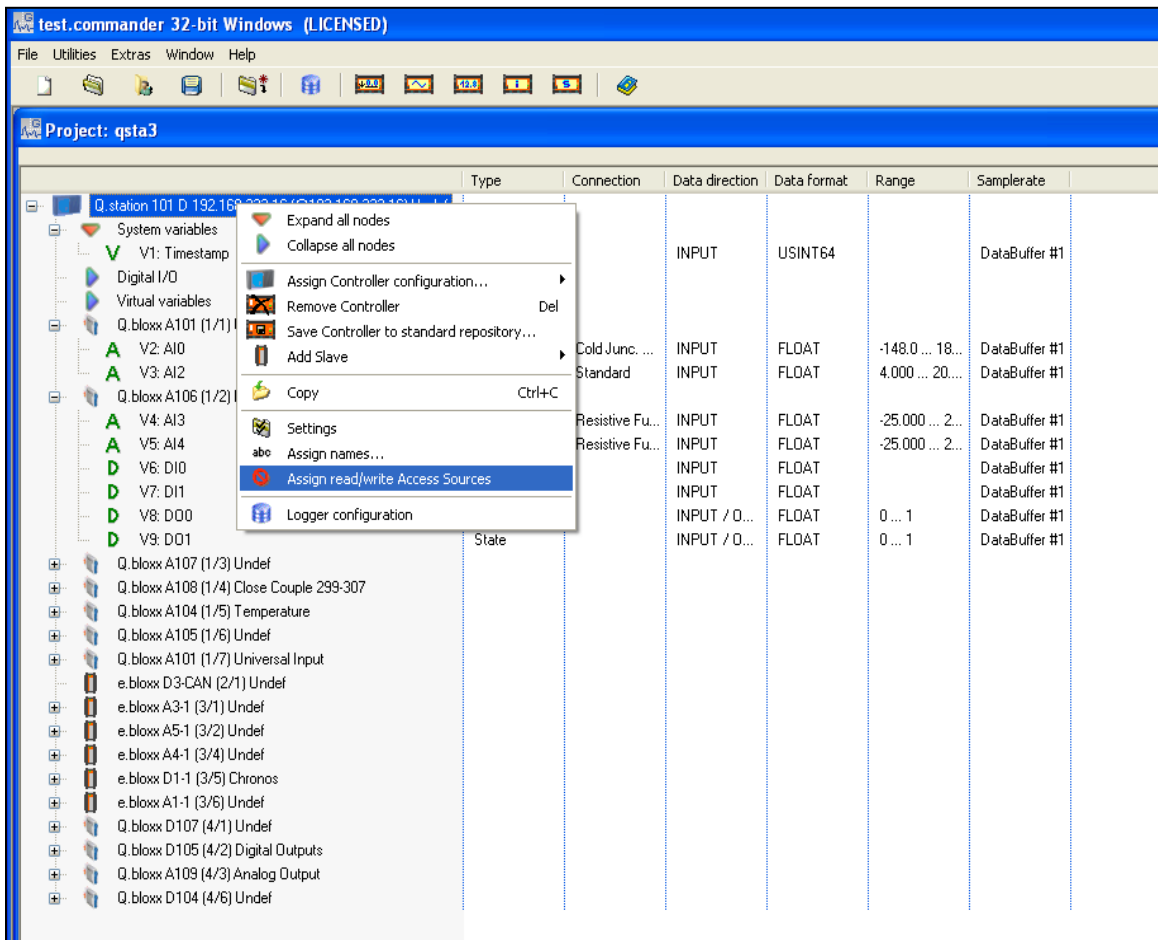 test.commander 32-bit Windows (LICENSED)
File Utilities Extras Window Help
Project: qsta3
Type Connection Data direction Data format Range Samplerate
Q.station 101 D 192.168
Expand all nodes
System variables
Collapse all nodes
V V1: Timestamp INPUT USINT64 DataBuffer #1
Digital I/O
Assign Controller configuration...
Virtual variables
Remove Controller Del
Q.bloxx A101 (1/1)
Save Controller to standard repository...
A V2: AI0 Cold Junc. ... INPUT FLOAT -148.0 ... 18... DataBuffer #1
Add Slave
A V3: AI2 Standard INPUT FLOAT 4.000 ... 20.... DataBuffer #1
Q.bloxx A106 (1/2)
Copy Ctrl+C
A V4: AI3 Resistive Fu... INPUT FLOAT -25.000 ... 2... DataBuffer #1
Settings
A V5: AI4 Resistive Fu... INPUT FLOAT -25.000 ... 2... DataBuffer #1
abc Assign names...
D V6: DI0 INPUT FLOAT DataBuffer #1
Assign read/write Access Sources
D V7: DI1 INPUT FLOAT DataBuffer #1
D V8: DO0 INPUT / O... FLOAT 0 ... 1 DataBuffer #1
Logger configuration
D V9: DO1 State INPUT / O... FLOAT 0 ... 1 DataBuffer #1
Q.bloxx A107 (1/3) Undef
Q.bloxx A108 (1/4) Close Couple 299-307
Q.bloxx A104 (1/5) Temperature
Q.bloxx A105 (1/6) Undef
Q.bloxx A101 (1/7) Universal Input
e.bloxx D3-CAN (2/1) Undef
e.bloxx A3-1 (3/1) Undef
e.bloxx A5-1 (3/2) Undef
e.bloxx A4-1 (3/4) Undef
e.bloxx D1-1 (3/5) Chronos
e.bloxx A1-1 (3/6) Undef
Q.bloxx D107 (4/1) Undef
Q.bloxx D105 (4/2) Digital Outputs
Q.bloxx A109 (4/3) Analog Output
Q.bloxx D104 (4/6) Undef